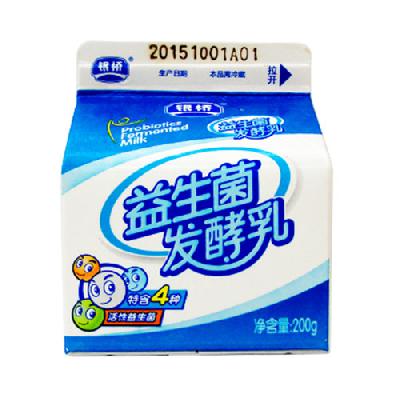 20151001A01
银桥
生产日期
本品需冷藏
拉开
银桥
Probiotics
Fermented
Milk
益生菌
发酵乳
益生菌
发酵乳
特含4种
活性益生菌
净含量:200g